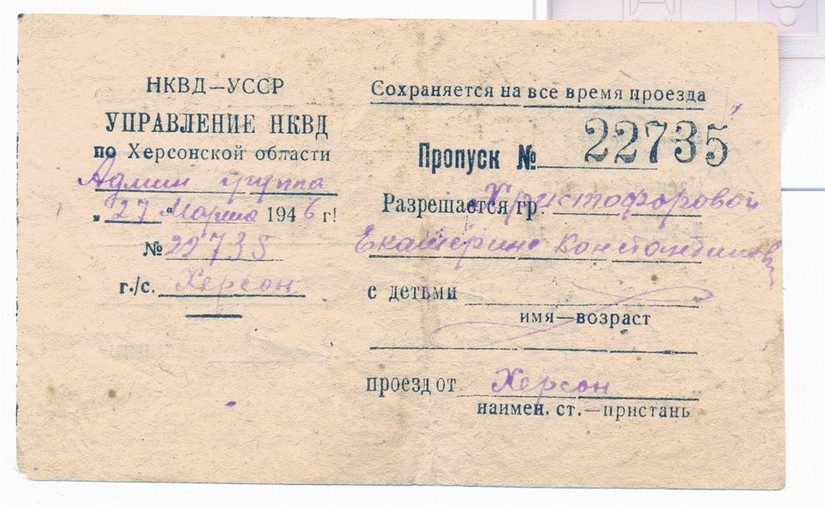 НКВД—УССР
УПРАВЛЕНИЕ НКВД
по Херсонской области
Админ группа
„27" Марта 1946 г!
№ 22735
г./с. Херсон
Сохраняется на все время проезда
Пропуск № 22735
Разрешается гр. Христофоровой
Екатерине Константиновне
с детьми
имя—возраст
проезд от Херсон
наимен. ст.—пристань